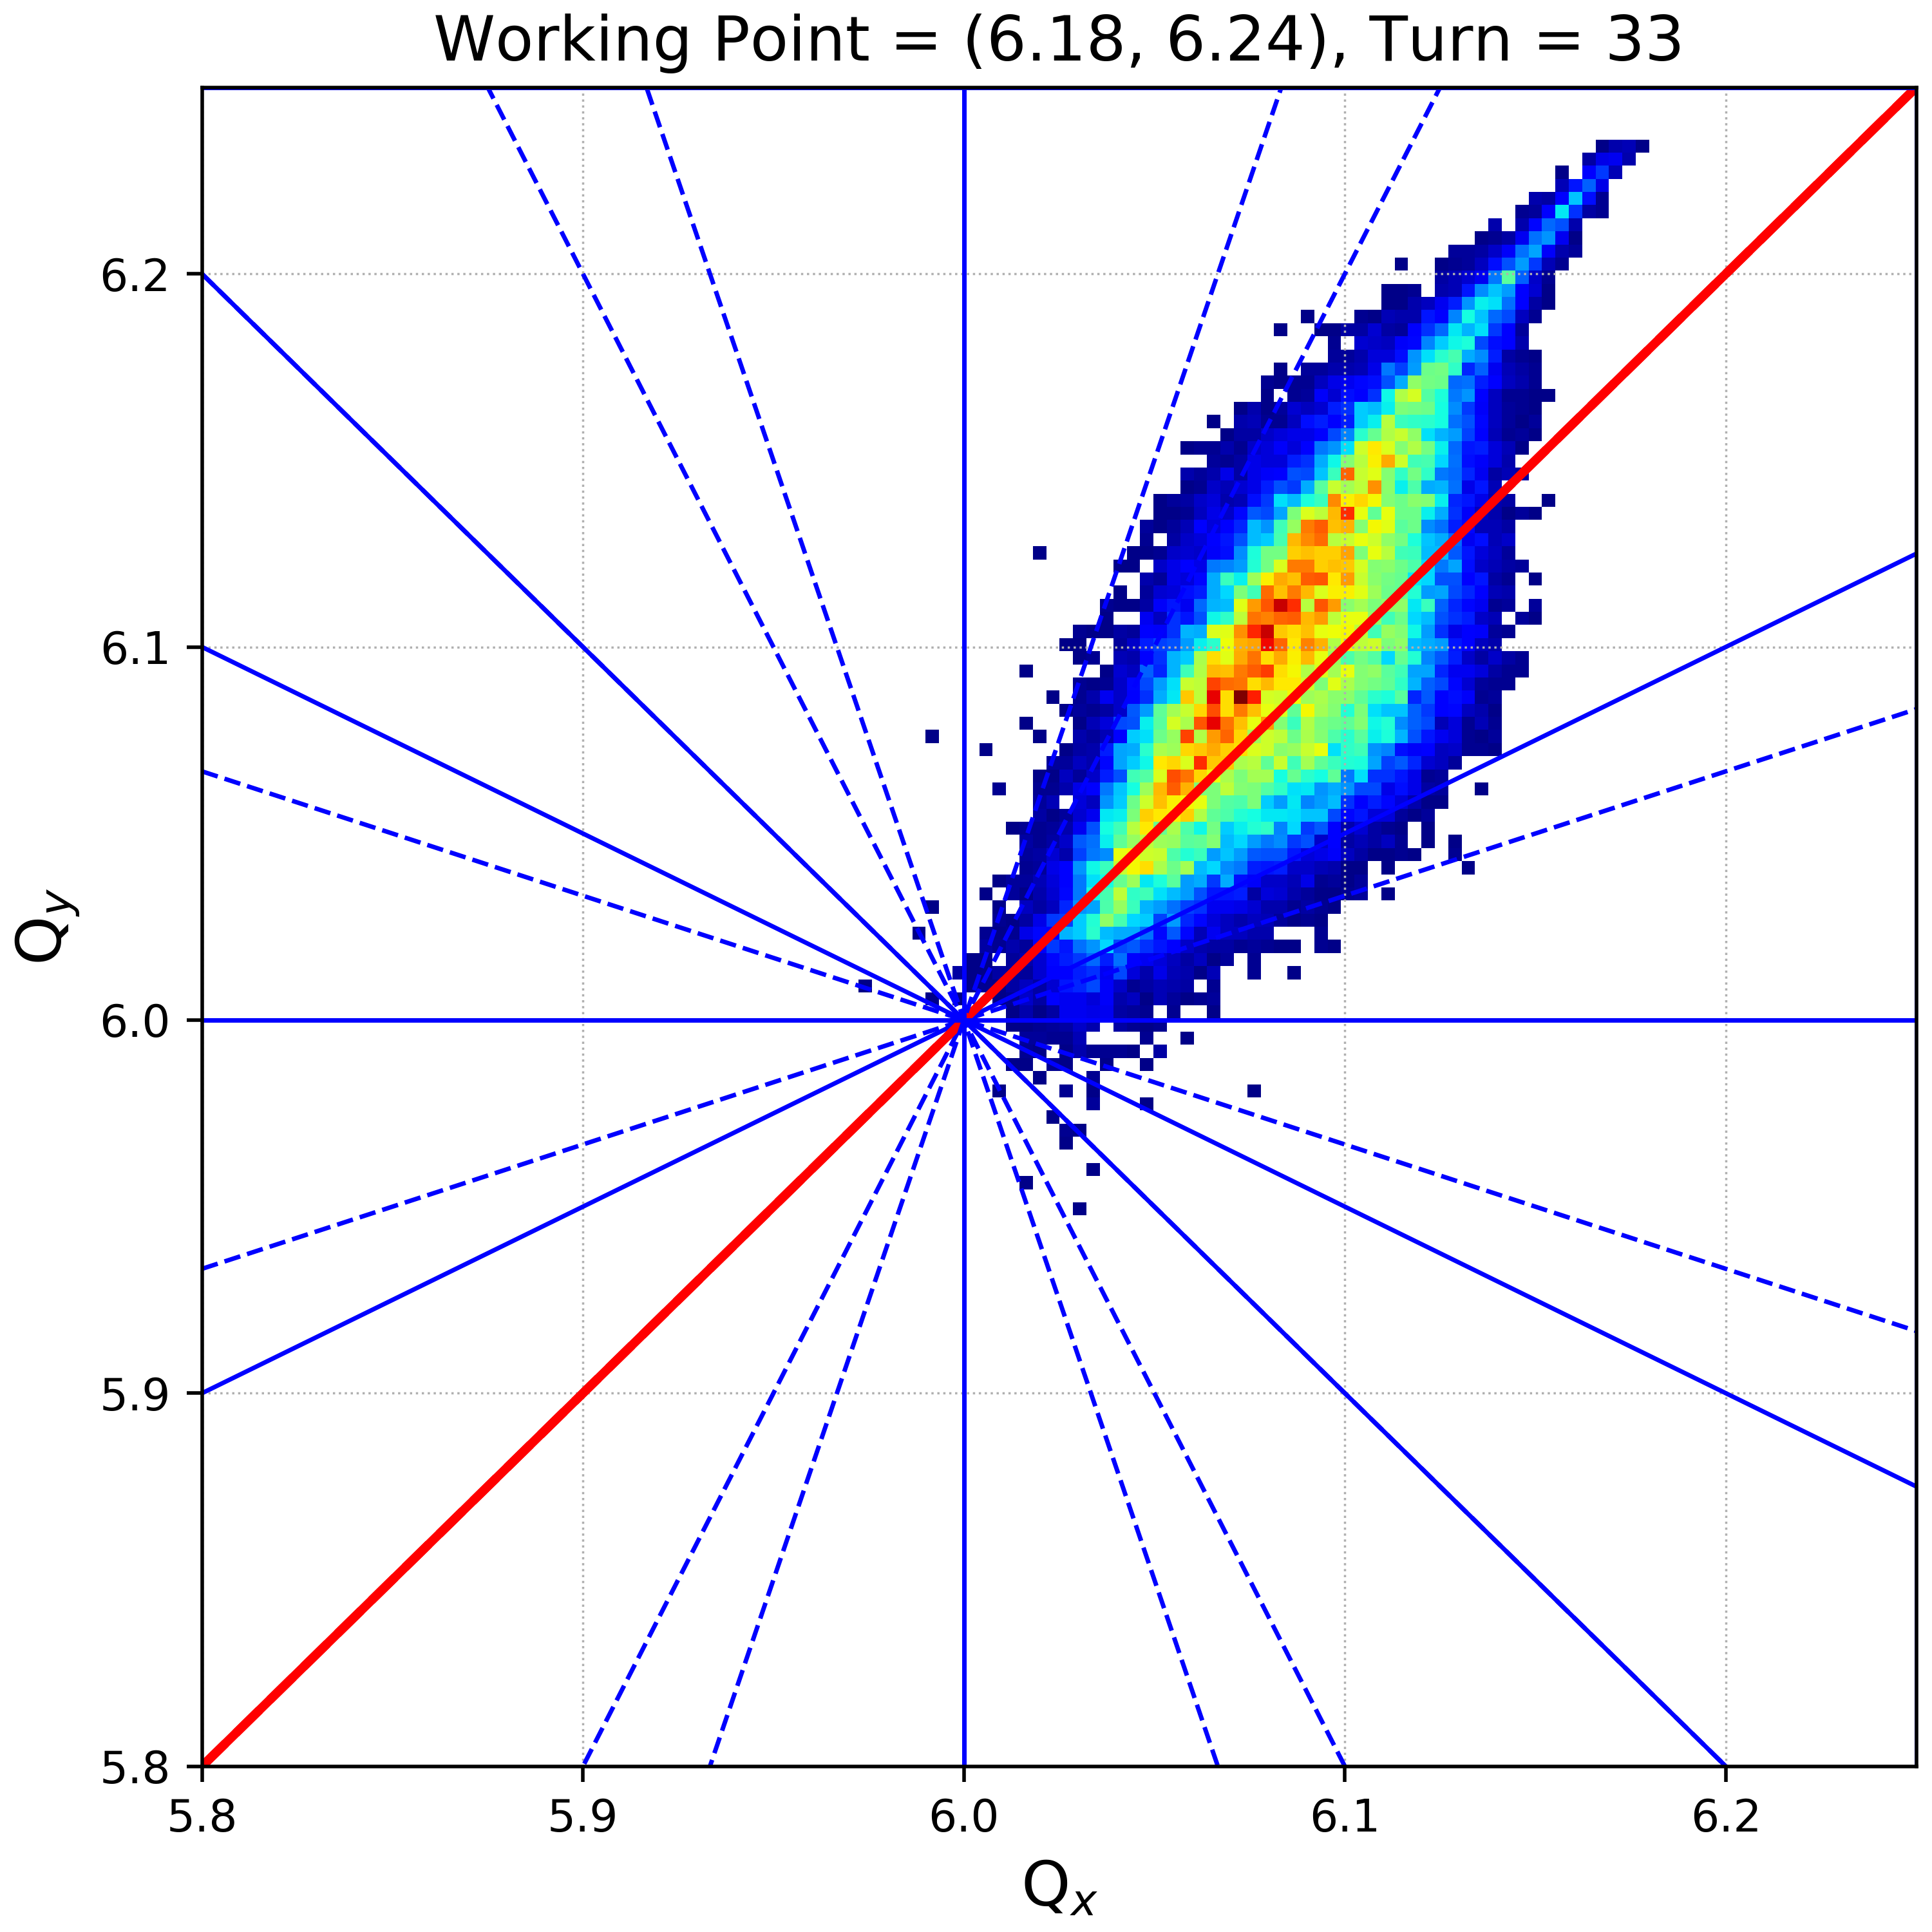 Working Point = (6.18, 6.24), Turn = 33
6.2
6.1
6.0
5.9
5.8
Qy
5.8 5.9 6.0 6.1 6.2
Qx